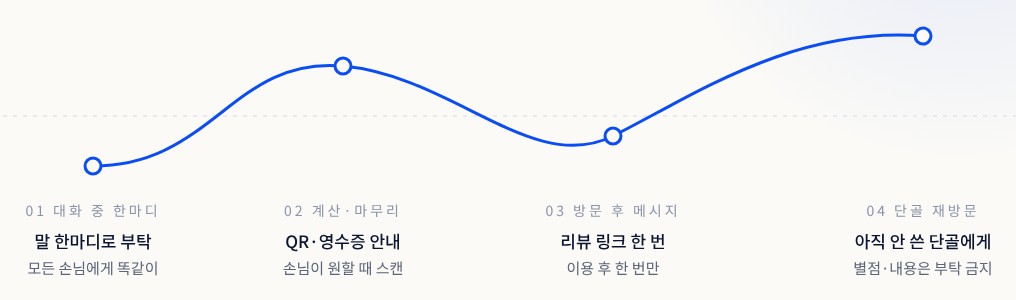 01 대화 중 한마디
말 한마디로 부탁
모든 손님에게 똑같이
02 계산·마무리
QR·영수증 안내
손님이 원할 때 스캔
03 방문 후 메시지
리뷰 링크 한 번
이용 후 한 번만
04 단골 재방문
아직 안 쓴 단골에게
별점·내용은 부탁 금지